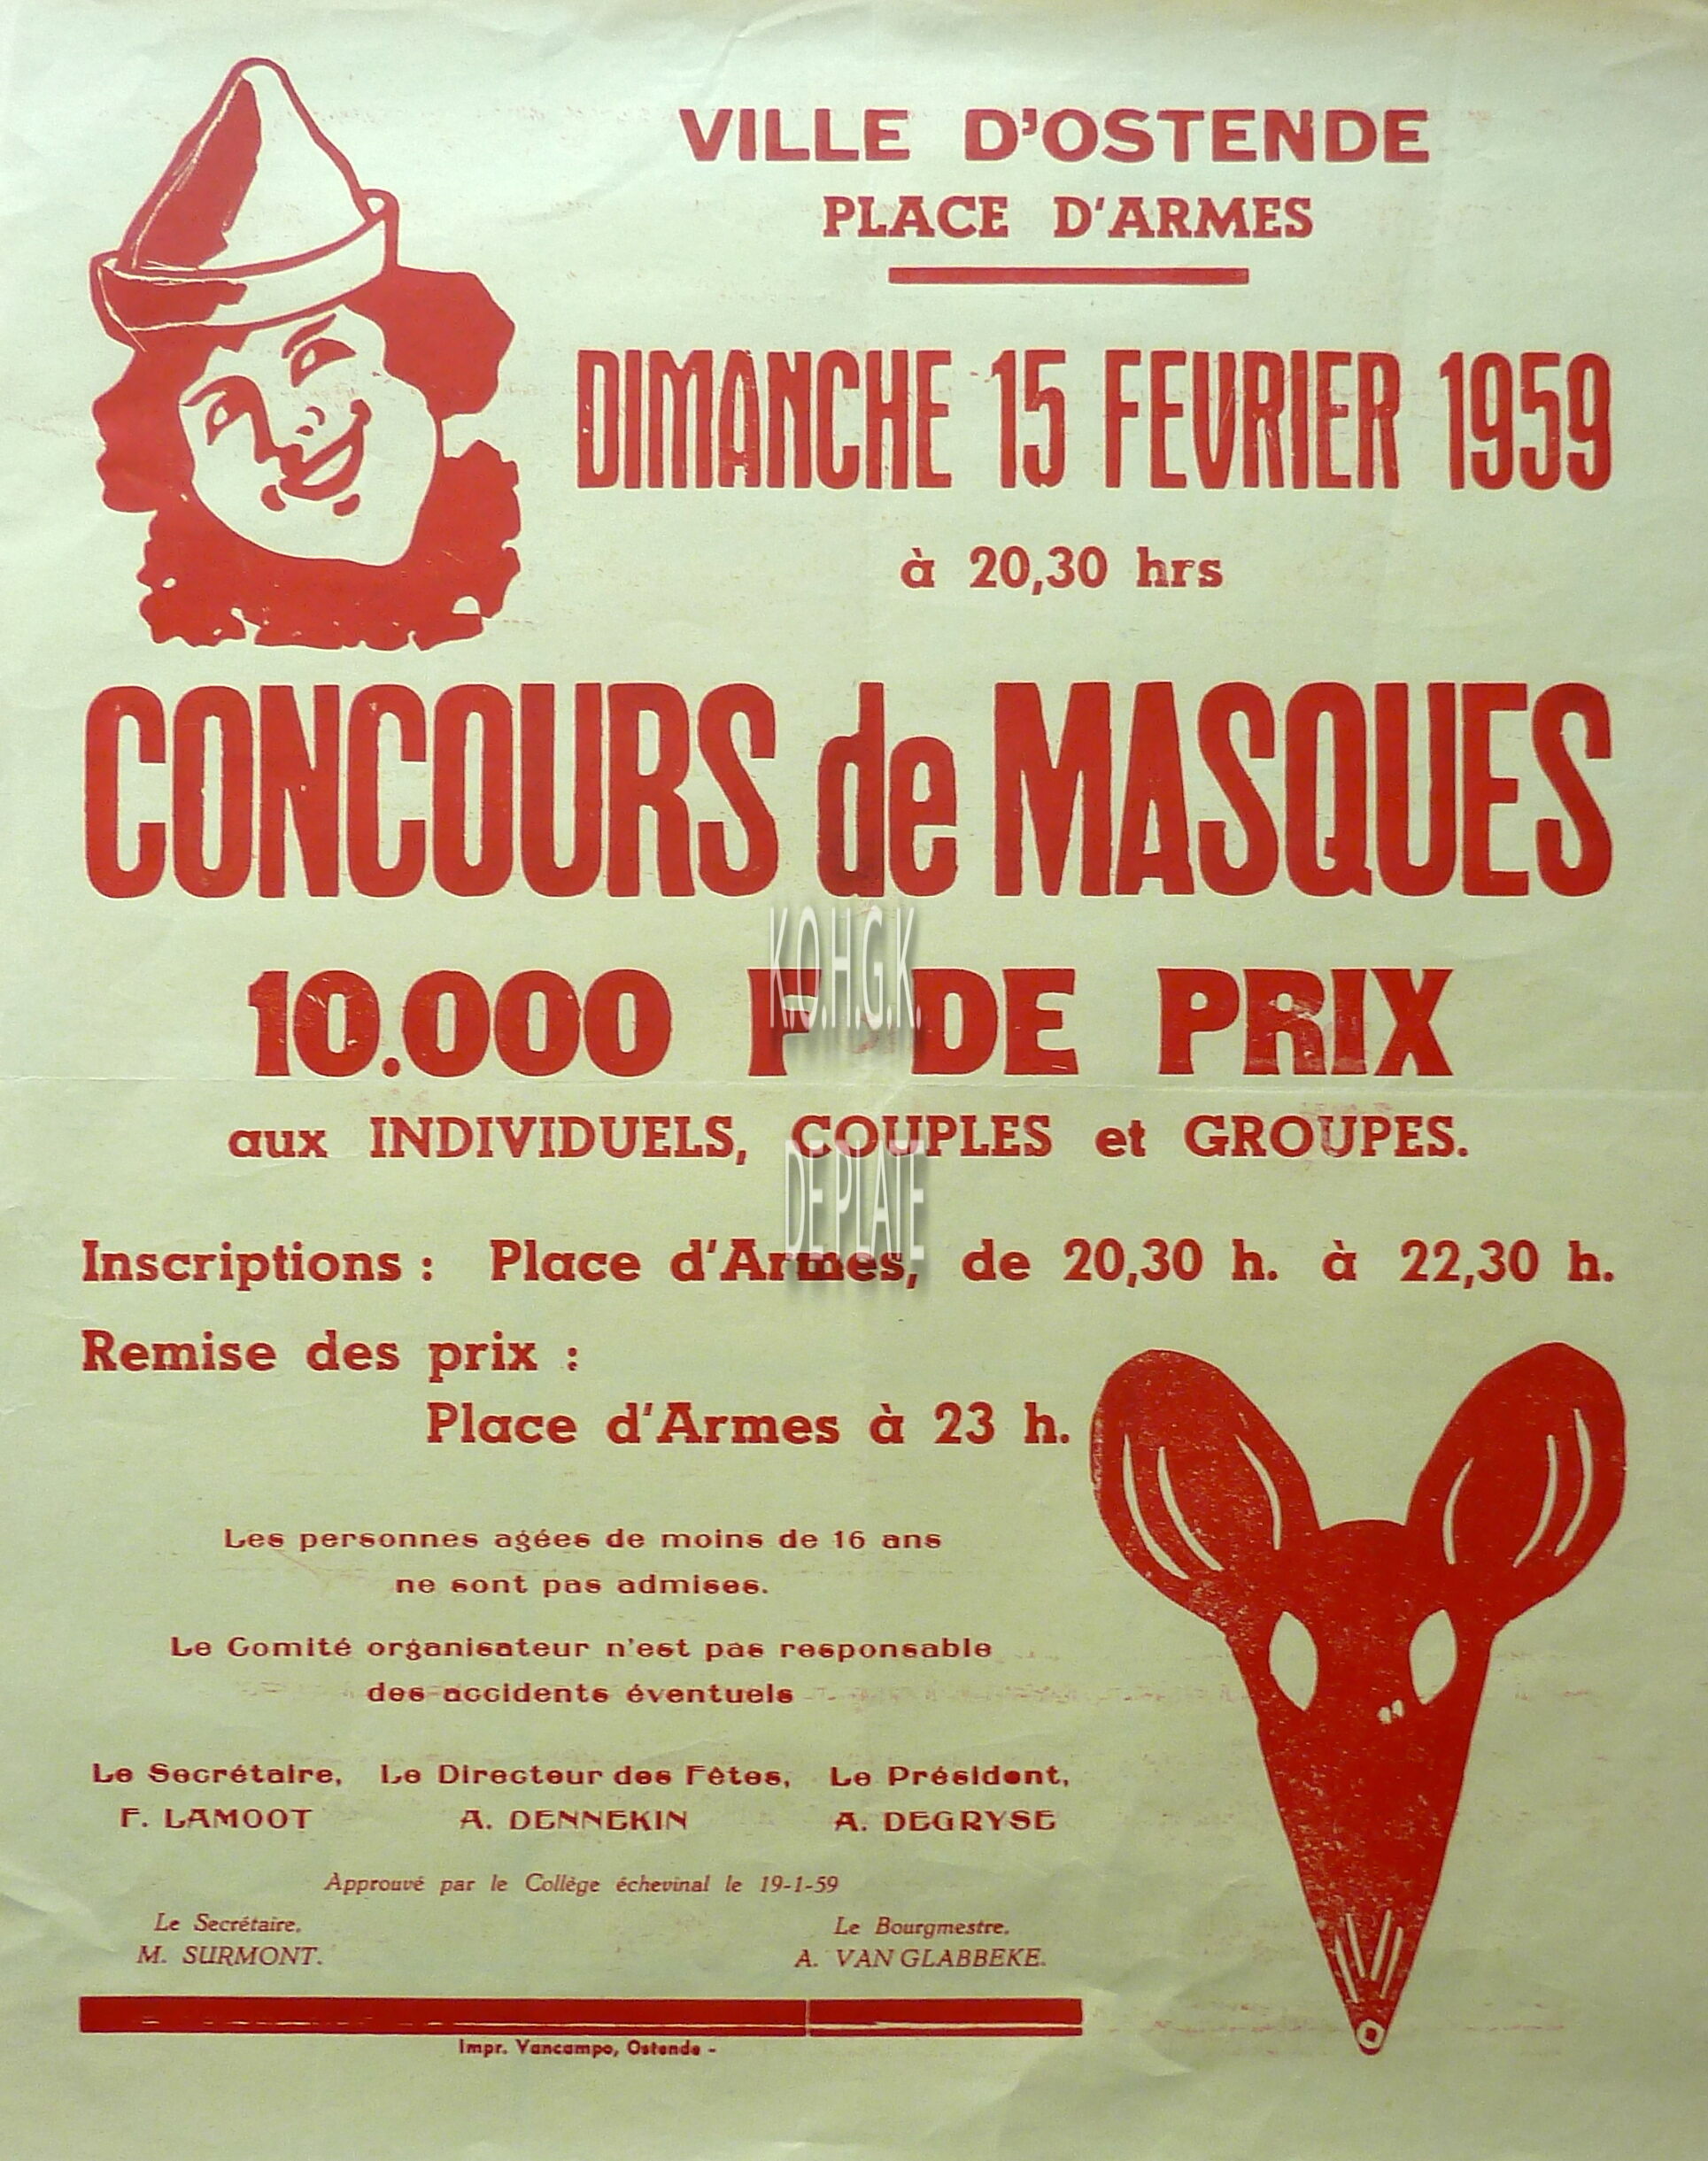 VILLE D'OSTENDE
PLACE D'ARMES
DIMANCHE 15 FEVRIER 1959
à 20,30 hrs
CONCOURS de MASQUES
K.O.H.G.K.
10.000 DE PRIX
aux INDIVIDUELS, COUPLES et GROUPES.
DE PLATE
Inscriptions : Place d'Armes, de 20,30 h. à 22,30 h.
Remise des prix :
Place d'Armes à 23 h.
Les personnes agées de moins de 16 ans
ne sont pas admises.
Le Comité organisateur n'est pas responsable
des accidents éventuels
Le Secrétaire, Le Directeur des Fêtes, Le Président,
F. LAMOOT A. DENNEKIN A. DEGRYSE
Approuvé par le Collège échevinal le 19-1-59
Le Secrétaire, Le Bourgmestre,
M. SURMONT. A. VAN GLABBEKE.
Impr. Vancampo, Ostende -